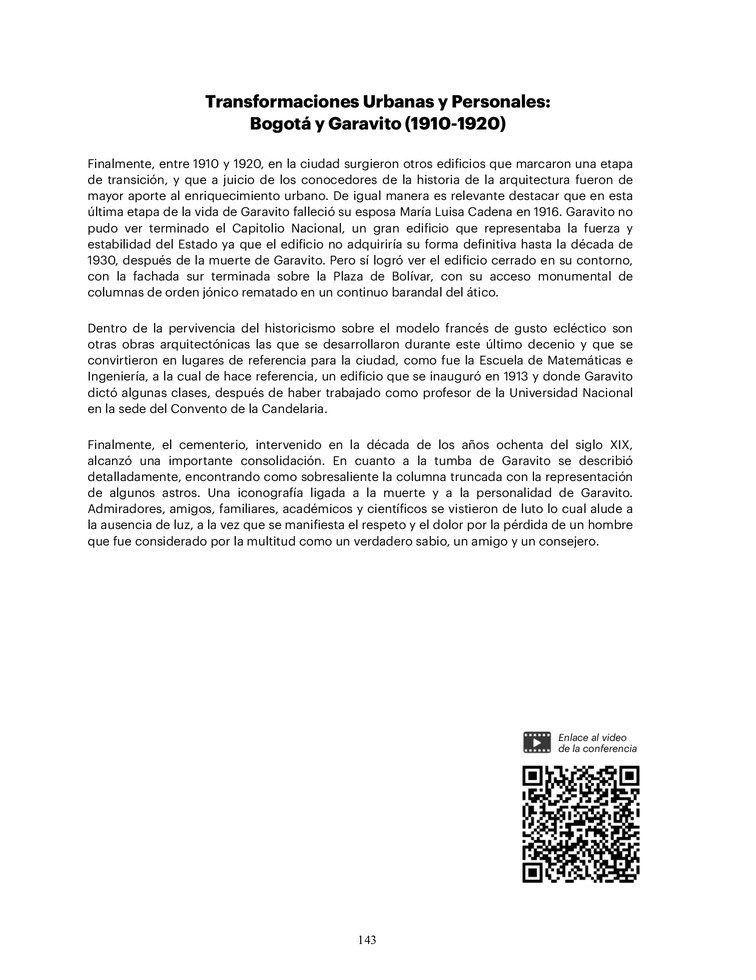 Transformaciones Urbanas y Personales:
Bogotá y Garavito (1910-1920)
Finalmente, entre 1910 y 1920, en la ciudad surgieron otros edificios que marcaron una etapa
de transición, y que a juicio de los conocedores de la historia de la arquitectura fueron de
mayor aporte al enriquecimiento urbano. De igual manera es relevante destacar que en esta
última etapa de la vida de Garavito falleció su esposa María Luisa Cadena en 1916. Garavito no
pudo ver terminado el Capitolio Nacional, un gran edificio que representaba la fuerza y
estabilidad del Estado ya que el edificio no adquiriría su forma definitiva hasta la década de
1930, después de la muerte de Garavito. Pero sí logró ver el edificio cerrado en su contorno,
con la fachada sur terminada sobre la Plaza de Bolívar, con su acceso monumental de
columnas de orden jónico rematado en un continuo barandal del ático.
Dentro de la pervivencia del historicismo sobre el modelo francés de gusto ecléctico son
otras obras arquitectónicas las que se desarrollaron durante este último decenio y que se
convirtieron en lugares de referencia para la ciudad, como fue la Escuela de Matemáticas e
Ingeniería, a la cual de hace referencia, un edificio que se inauguró en 1913 y donde Garavito
dictó algunas clases, después de haber trabajado como profesor de la Universidad Nacional
en la sede del Convento de la Candelaria.
Finalmente, el cementerio, intervenido en la década de los años ochenta del siglo XIX,
alcanzó una importante consolidación. En cuanto a la tumba de Garavito se describió
detalladamente, encontrando como sobresaliente la columna truncada con la representación
de algunos astros. Una iconografía ligada a la muerte y a la personalidad de Garavito.
Admiradores, amigos, familiares, académicos y científicos se vistieron de luto lo cual alude a
la ausencia de luz, a la vez que se manifiesta el respeto y el dolor por la pérdida de un hombre
que fue considerado por la multitud como un verdadero sabio, un amigo y un consejero.
Enlace al video
de la conferencia
143